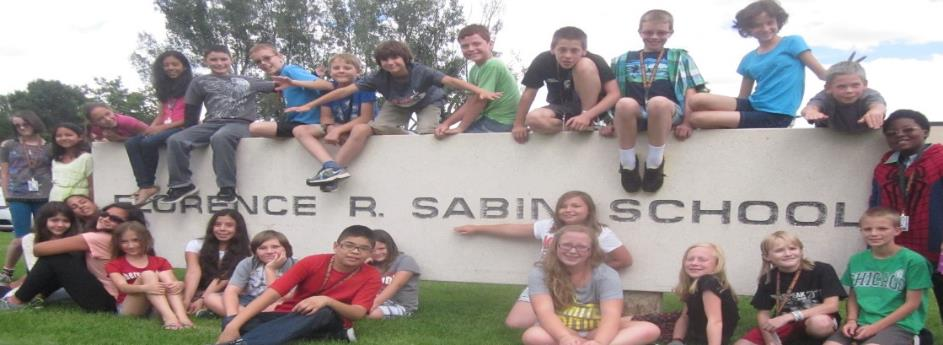 FLORENCE R. SABIN SCHOOL
CHICAGO